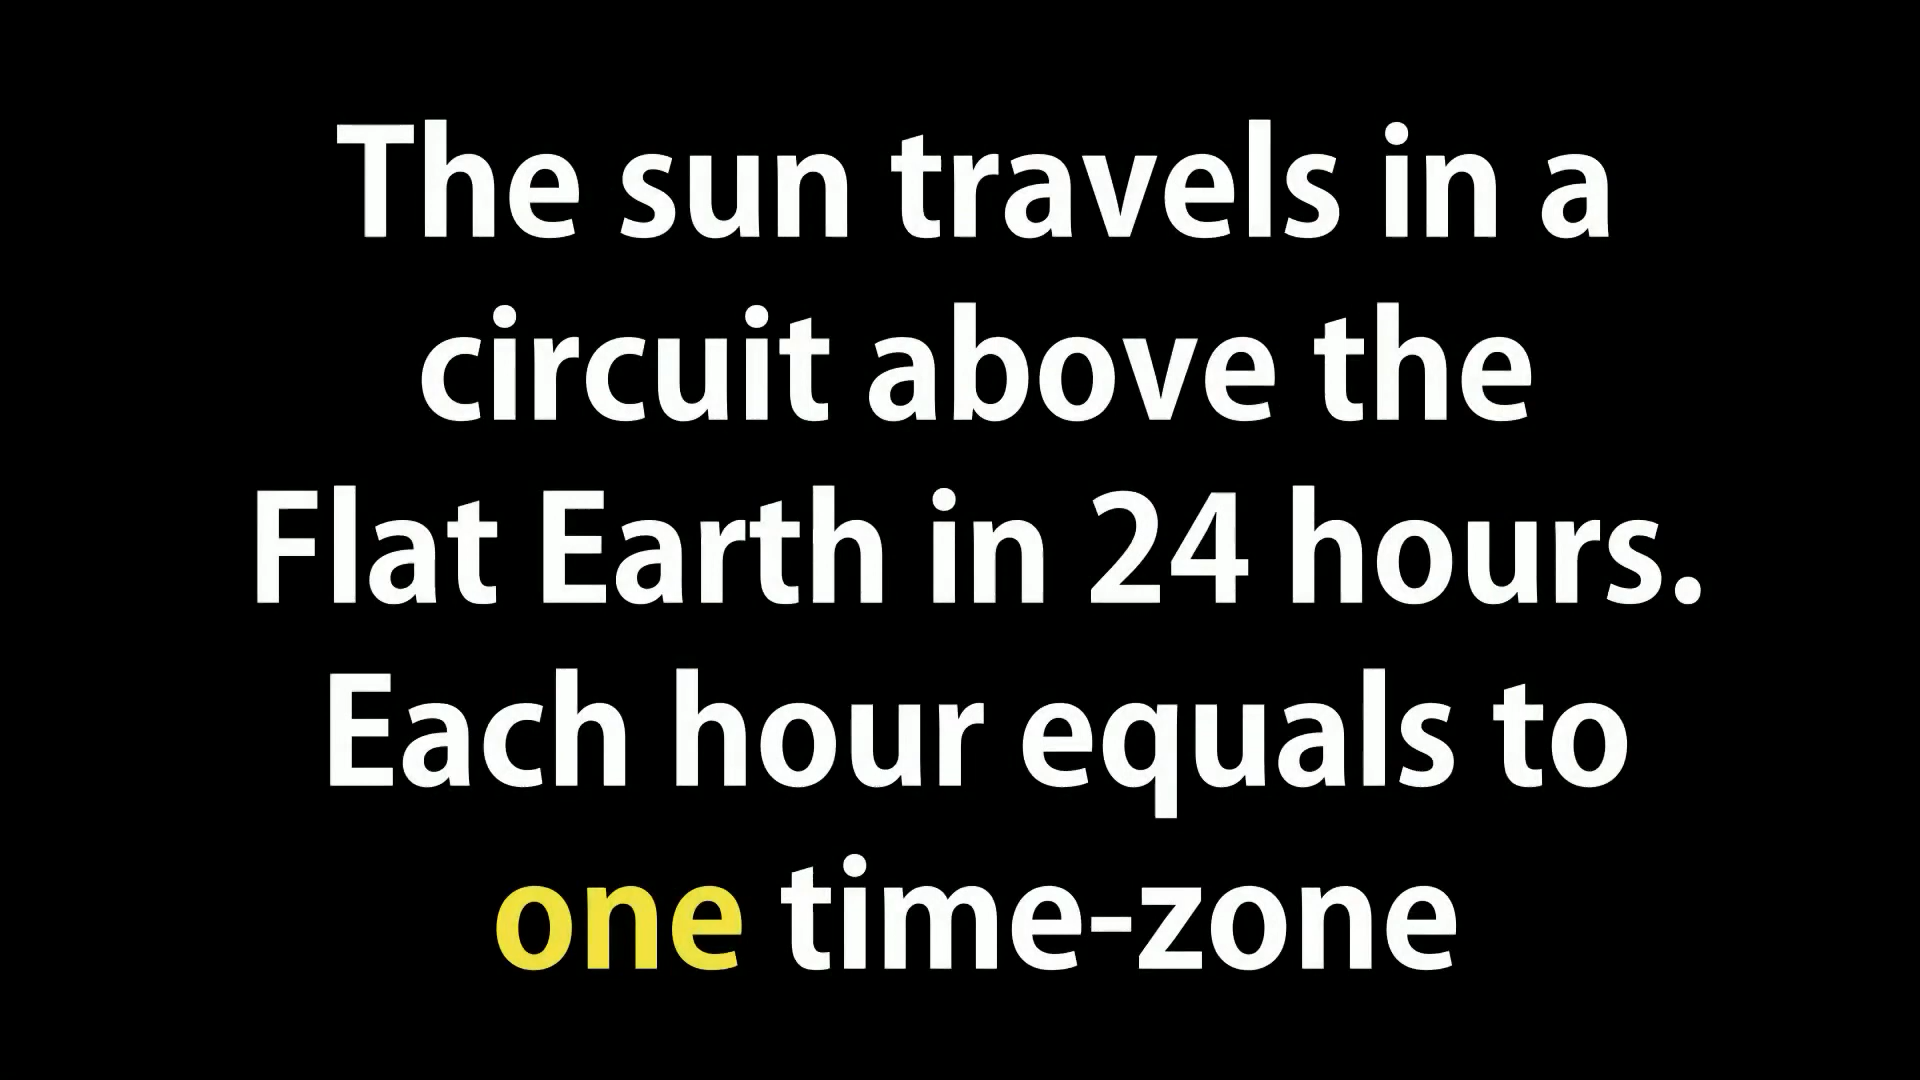 The sun travels in a
circuit above the
Flat Earth in 24 hours.
Each hour equals to
one time-zone